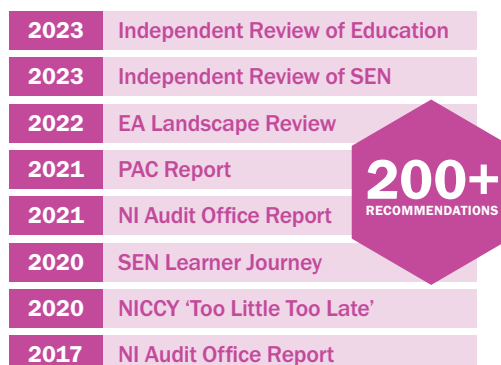 2023 Independent Review of Education
2023 Independent Review of SEN
2022 EA Landscape Review
2021 PAC Report
2021 NI Audit Office Report
2020 SEN Learner Journey
2020 NICCY ‘Too Little Too Late’
2017 NI Audit Office Report
200+
RECOMMENDATIONS